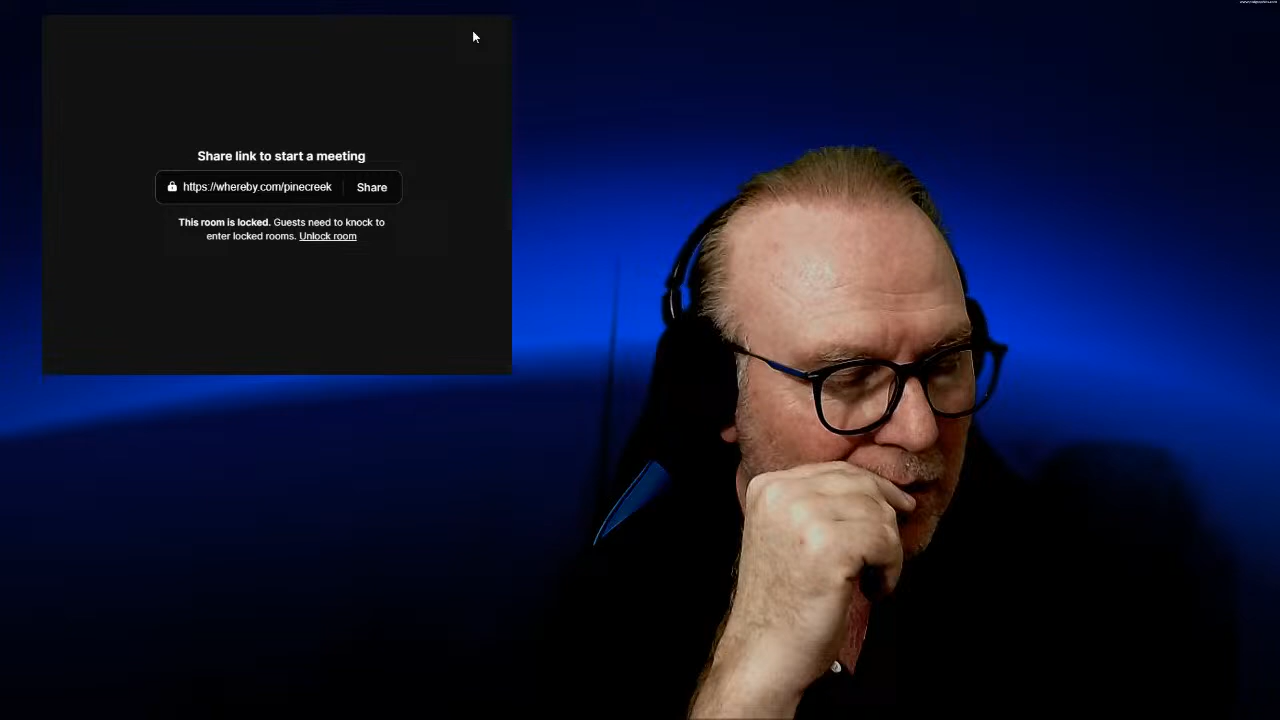 Share link to start a meeting
https://whereby.com/pinecreek
Share
This room is locked. Guests need to knock to
enter locked rooms. Unlock room